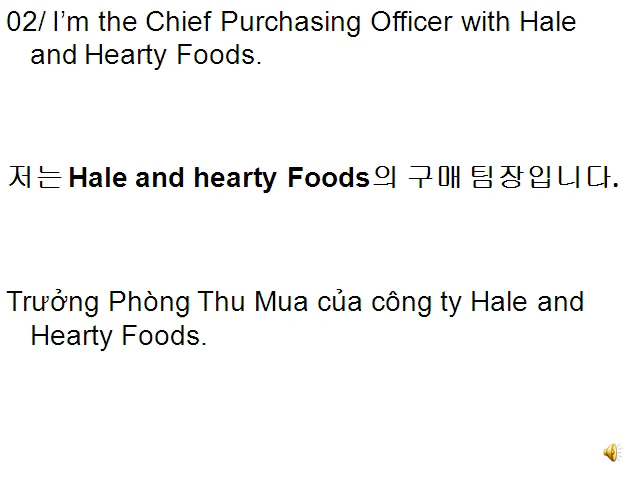 02/ I’m the Chief Purchasing Officer with Hale
and Hearty Foods.
저는 Hale and hearty Foods의 구매 팀장입니다.
Trưởng Phòng Thu Mua của công ty Hale and
Hearty Foods.